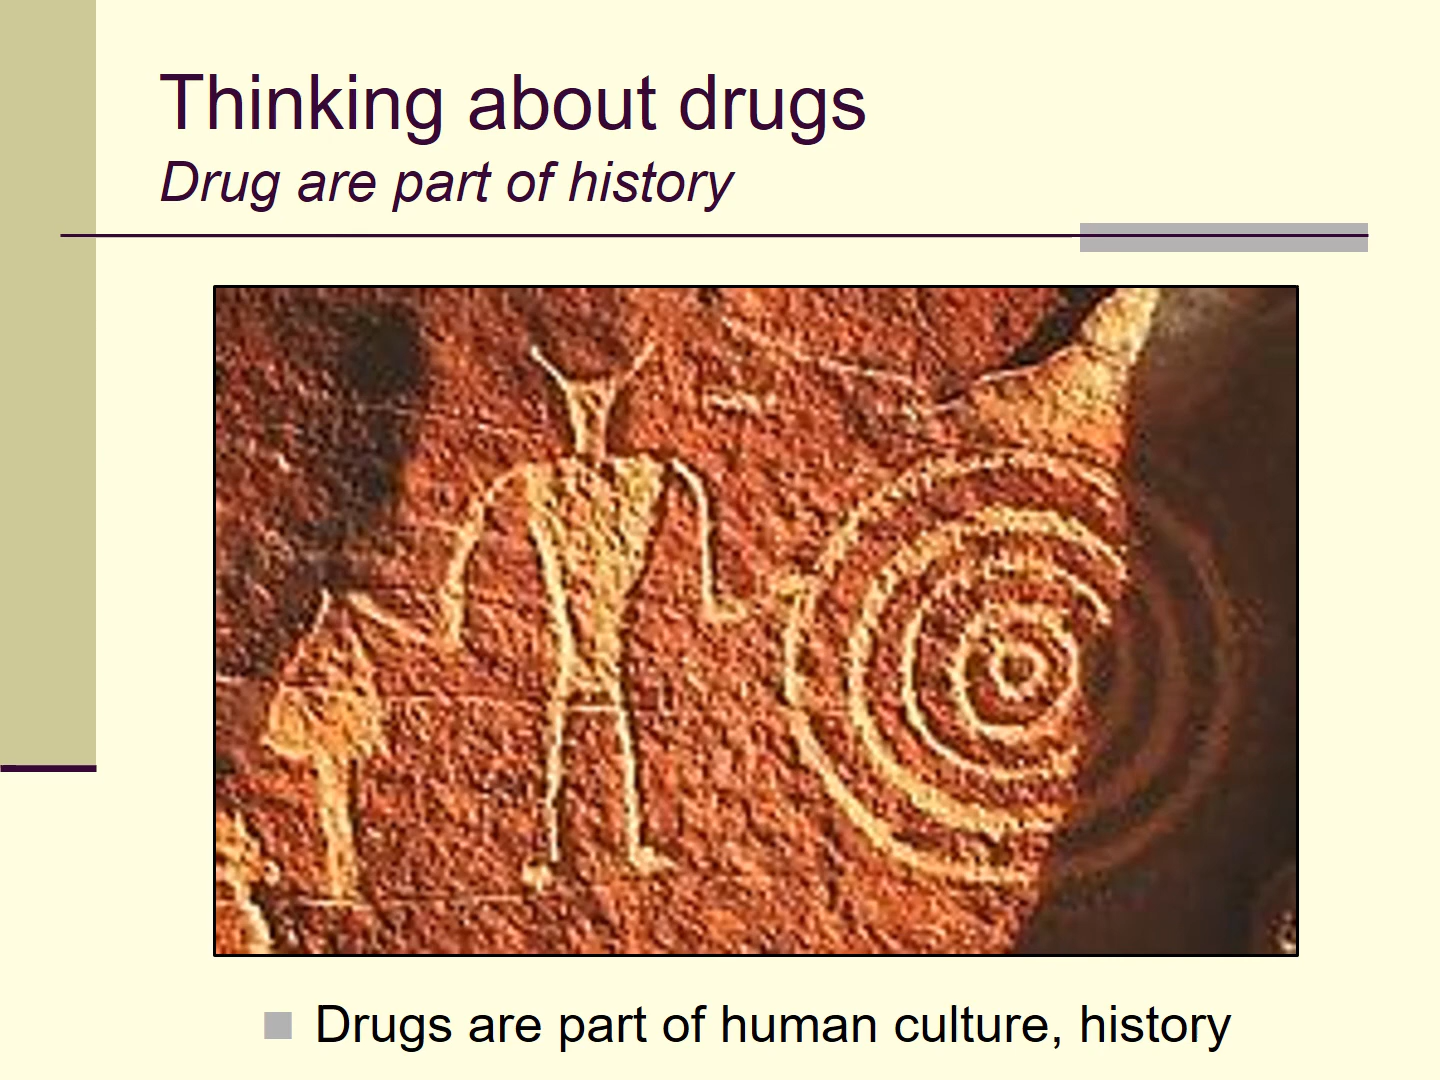 Thinking about drugs
Drug are part of history
Drugs are part of human culture, history